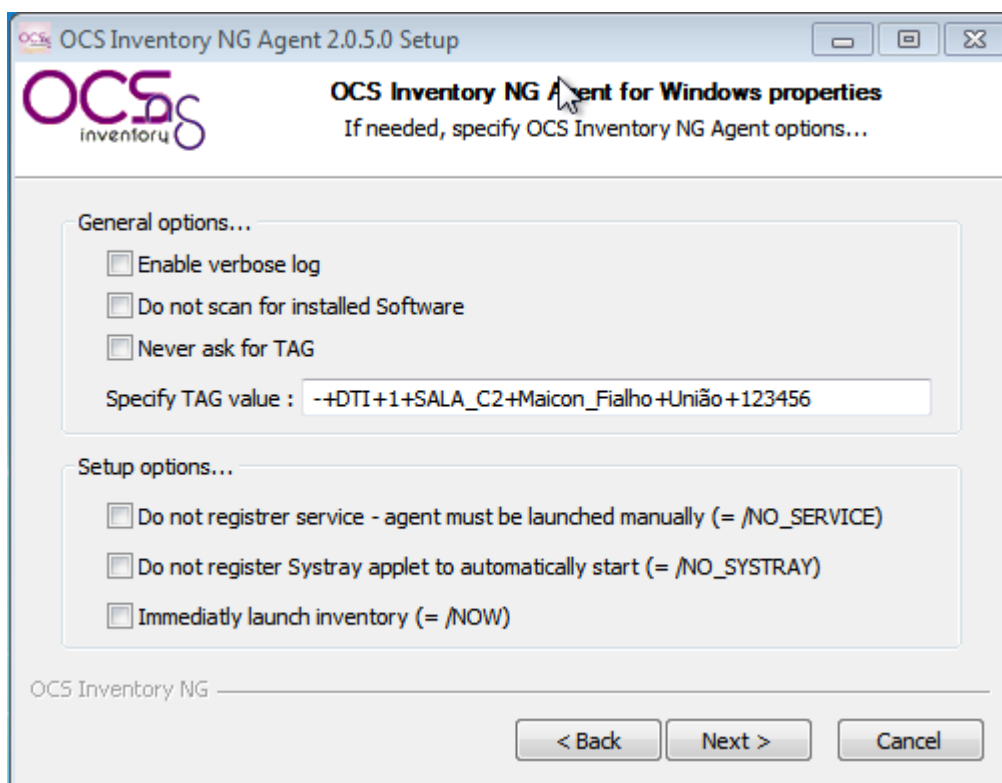 OCS Inventory NG Agent 2.0.5.0 Setup
OCS ng
inventory
OCS Inventory NG Agent for Windows properties
If needed, specify OCS Inventory NG Agent options...
General options...
Enable verbose log
Do not scan for installed Software
Never ask for TAG
Specify TAG value : -+DTI+1+SALA_C2+Maicon_Fialho+União+123456
Setup options...
Do not registrer service - agent must be launched manually (= /NO_SERVICE)
Do not register Systray applet to automatically start (= /NO_SYSTRAY)
Immediatly launch inventory (= /NOW)
OCS Inventory NG
< Back Next > Cancel